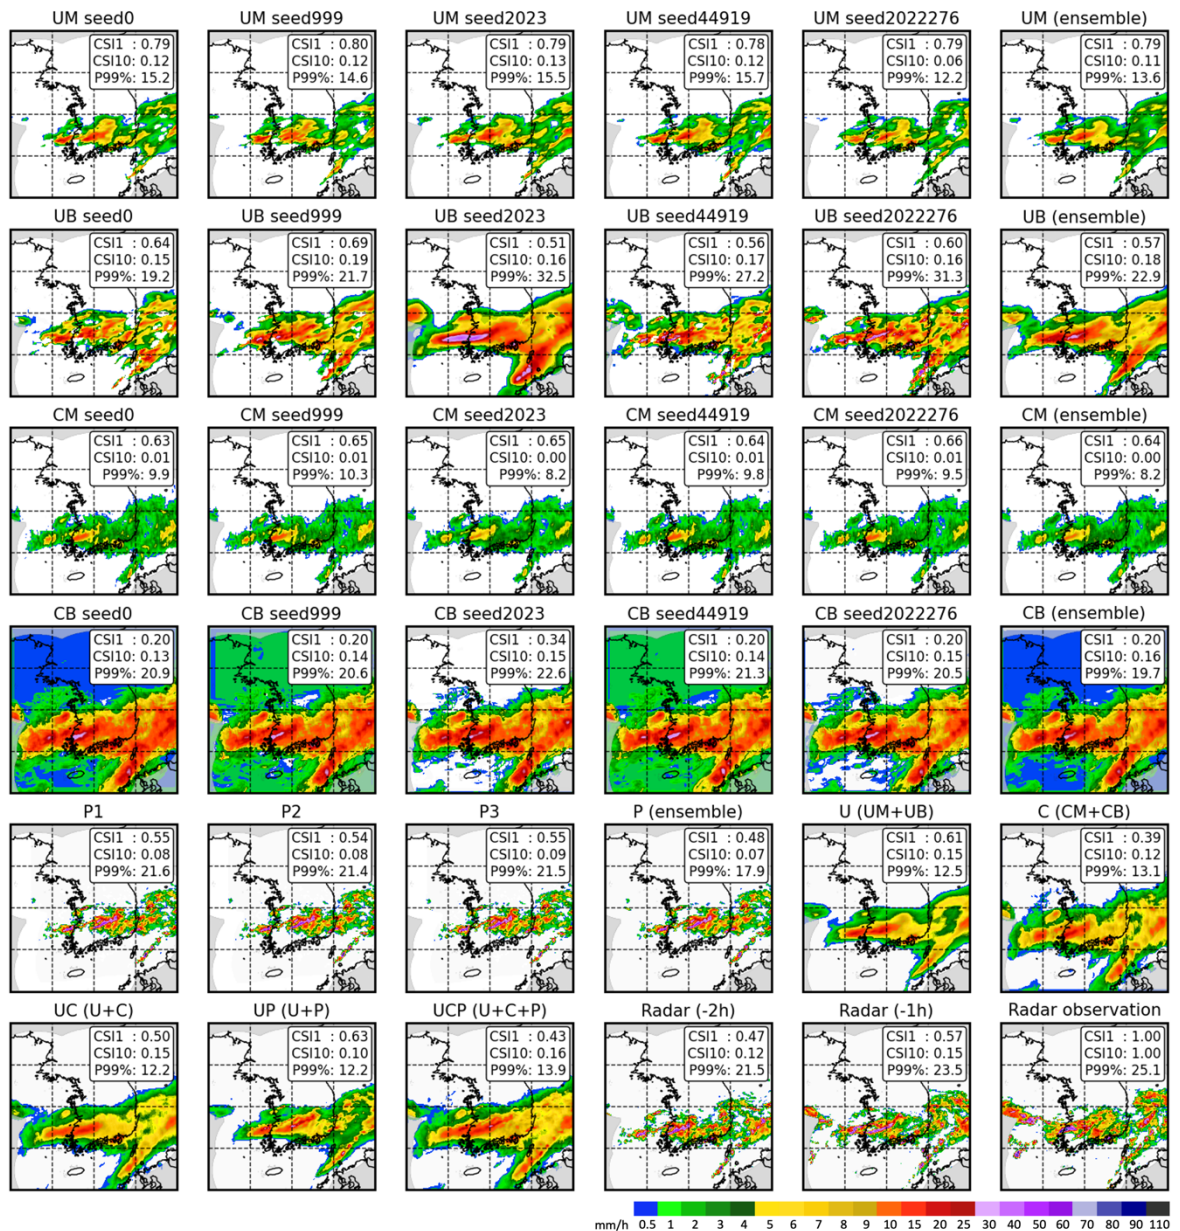 UM seed0
CSI1 : 0.79
CSI10: 0.12
P99%: 15.2
UM seed999
CSI1 : 0.80
CSI10: 0.12
P99%: 14.6
UM seed2023
CSI1 : 0.79
CSI10: 0.13
P99%: 15.5
UM seed44919
CSI1 : 0.78
CSI10: 0.12
P99%: 15.7
UM seed2022276
CSI1 : 0.79
CSI10: 0.06
P99%: 12.2
UM (ensemble)
CSI1 : 0.79
CSI10: 0.11
P99%: 13.6
UB seed0
CSI1 : 0.64
CSI10: 0.15
P99%: 19.2
UB seed999
CSI1 : 0.69
CSI10: 0.19
P99%: 21.7
UB seed2023
CSI1 : 0.51
CSI10: 0.16
P99%: 32.5
UB seed44919
CSI1 : 0.56
CSI10: 0.17
P99%: 27.2
UB seed2022276
CSI1 : 0.60
CSI10: 0.16
P99%: 31.3
UB (ensemble)
CSI1 : 0.57
CSI10: 0.18
P99%: 22.9
CM seed0
CSI1 : 0.63
CSI10: 0.01
P99%: 9.9
CM seed999
CSI1 : 0.65
CSI10: 0.01
P99%: 10.3
CM seed2023
CSI1 : 0.65
CSI10: 0.00
P99%: 8.2
CM seed44919
CSI1 : 0.64
CSI10: 0.01
P99%: 9.8
CM seed2022276
CSI1 : 0.66
CSI10: 0.01
P99%: 9.5
CM (ensemble)
CSI1 : 0.64
CSI10: 0.00
P99%: 8.2
CB seed0
CSI1 : 0.20
CSI10: 0.13
P99%: 20.9
CB seed999
CSI1 : 0.20
CSI10: 0.14
P99%: 20.6
CB seed2023
CSI1 : 0.34
CSI10: 0.15
P99%: 22.6
CB seed44919
CSI1 : 0.20
CSI10: 0.14
P99%: 21.3
CB seed2022276
CSI1 : 0.20
CSI10: 0.15
P99%: 20.5
CB (ensemble)
CSI1 : 0.20
CSI10: 0.16
P99%: 19.7
P1
CSI1 : 0.55
CSI10: 0.08
P99%: 21.6
P2
CSI1 : 0.54
CSI10: 0.08
P99%: 21.4
P3
CSI1 : 0.55
CSI10: 0.09
P99%: 21.5
P (ensemble)
CSI1 : 0.48
CSI10: 0.07
P99%: 17.9
U (UM+UB)
CSI1 : 0.61
CSI10: 0.15
P99%: 12.5
C (CM+CB)
CSI1 : 0.39
CSI10: 0.12
P99%: 13.1
UC (U+C)
CSI1 : 0.50
CSI10: 0.15
P99%: 12.2
UP (U+P)
CSI1 : 0.63
CSI10: 0.10
P99%: 12.2
UCP (U+C+P)
CSI1 : 0.43
CSI10: 0.16
P99%: 13.9
Radar (-2h)
CSI1 : 0.47
CSI10: 0.12
P99%: 21.5
Radar (-1h)
CSI1 : 0.57
CSI10: 0.15
P99%: 23.5
Radar observation
CSI1 : 1.00
CSI10: 1.00
P99%: 25.1
mm/h 0.5 1 2 3 4 5 6 7 8 9 10 15 20 25 30 40 50 60 70 80 90 110